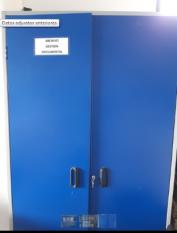 Datos adjuntos anteriores
ARCHIVO
GESTION
DOCUMENTAL